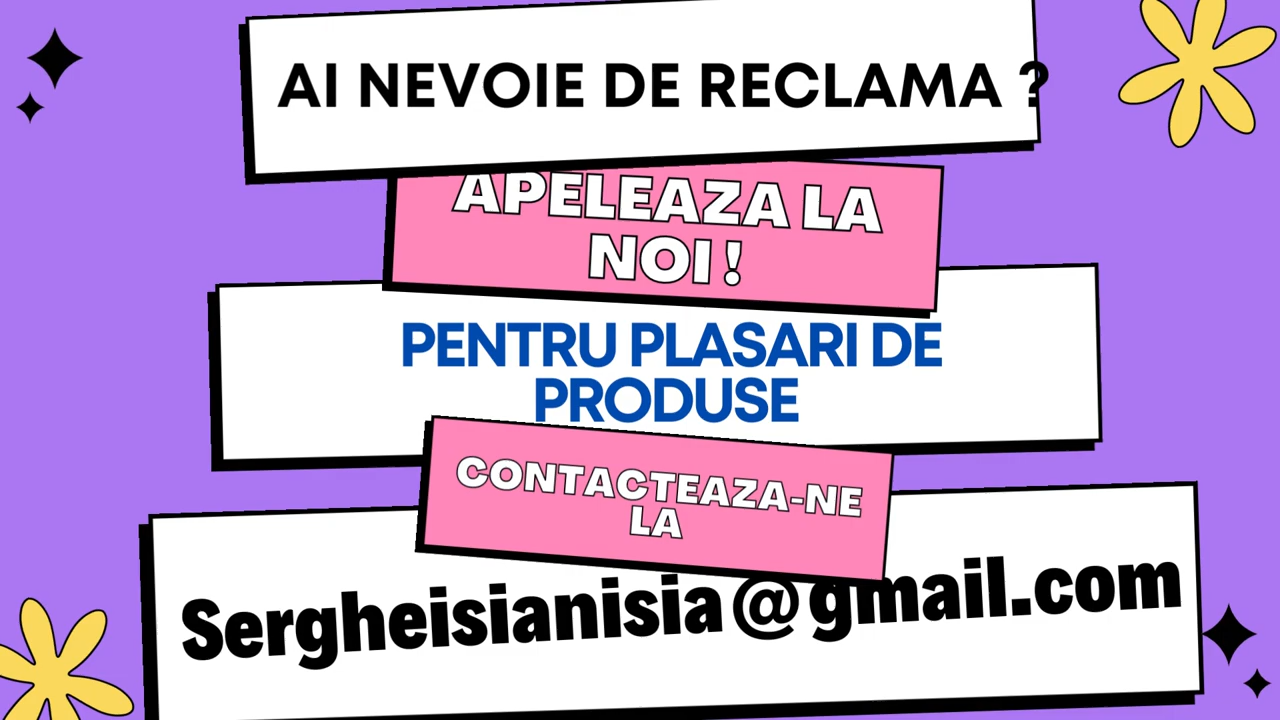 AI NEVOIE DE RECLAMA ?
APELEAZA LA
NOI !
PENTRU PLASARI DE
PRODUSE
CONTACTEAZA-NE
LA
Sergheisianisia@gmail.com